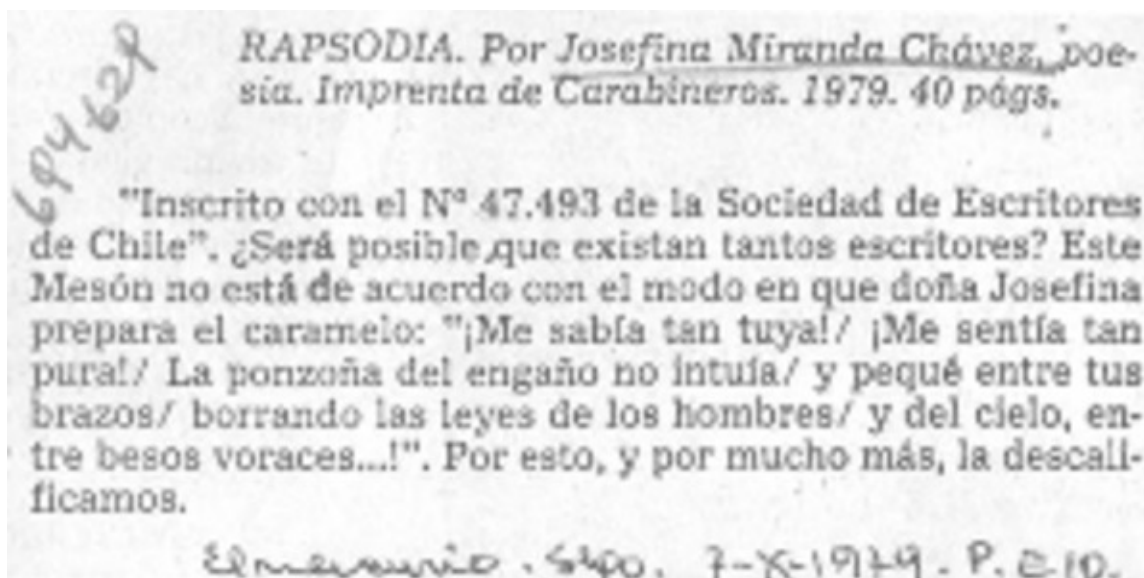 694629
RAPSODIA. Por Josefina Miranda Chávez, poe-
sía. Imprenta de Carabineros. 1979. 40 págs.
"Inscrito con el Nº 47.493 de la Sociedad de Escritores
de Chile". ¿Será posible que existan tantos escritores? Este
Mesón no está de acuerdo con el modo en que doña Josefina
prepara el caramelo: "¡Me sabía tan tuya!/ ¡Me sentía tan
pura!/ La ponzoña del engaño no intuía/ y pequé entre tus
brazos/ borrando las leyes de los hombres/ y del cielo, en-
tre besos voraces...!". Por esto, y por mucho más, la descali-
ficamos.
El mercurio. Stgo. 7-X-1979. P. E 10.